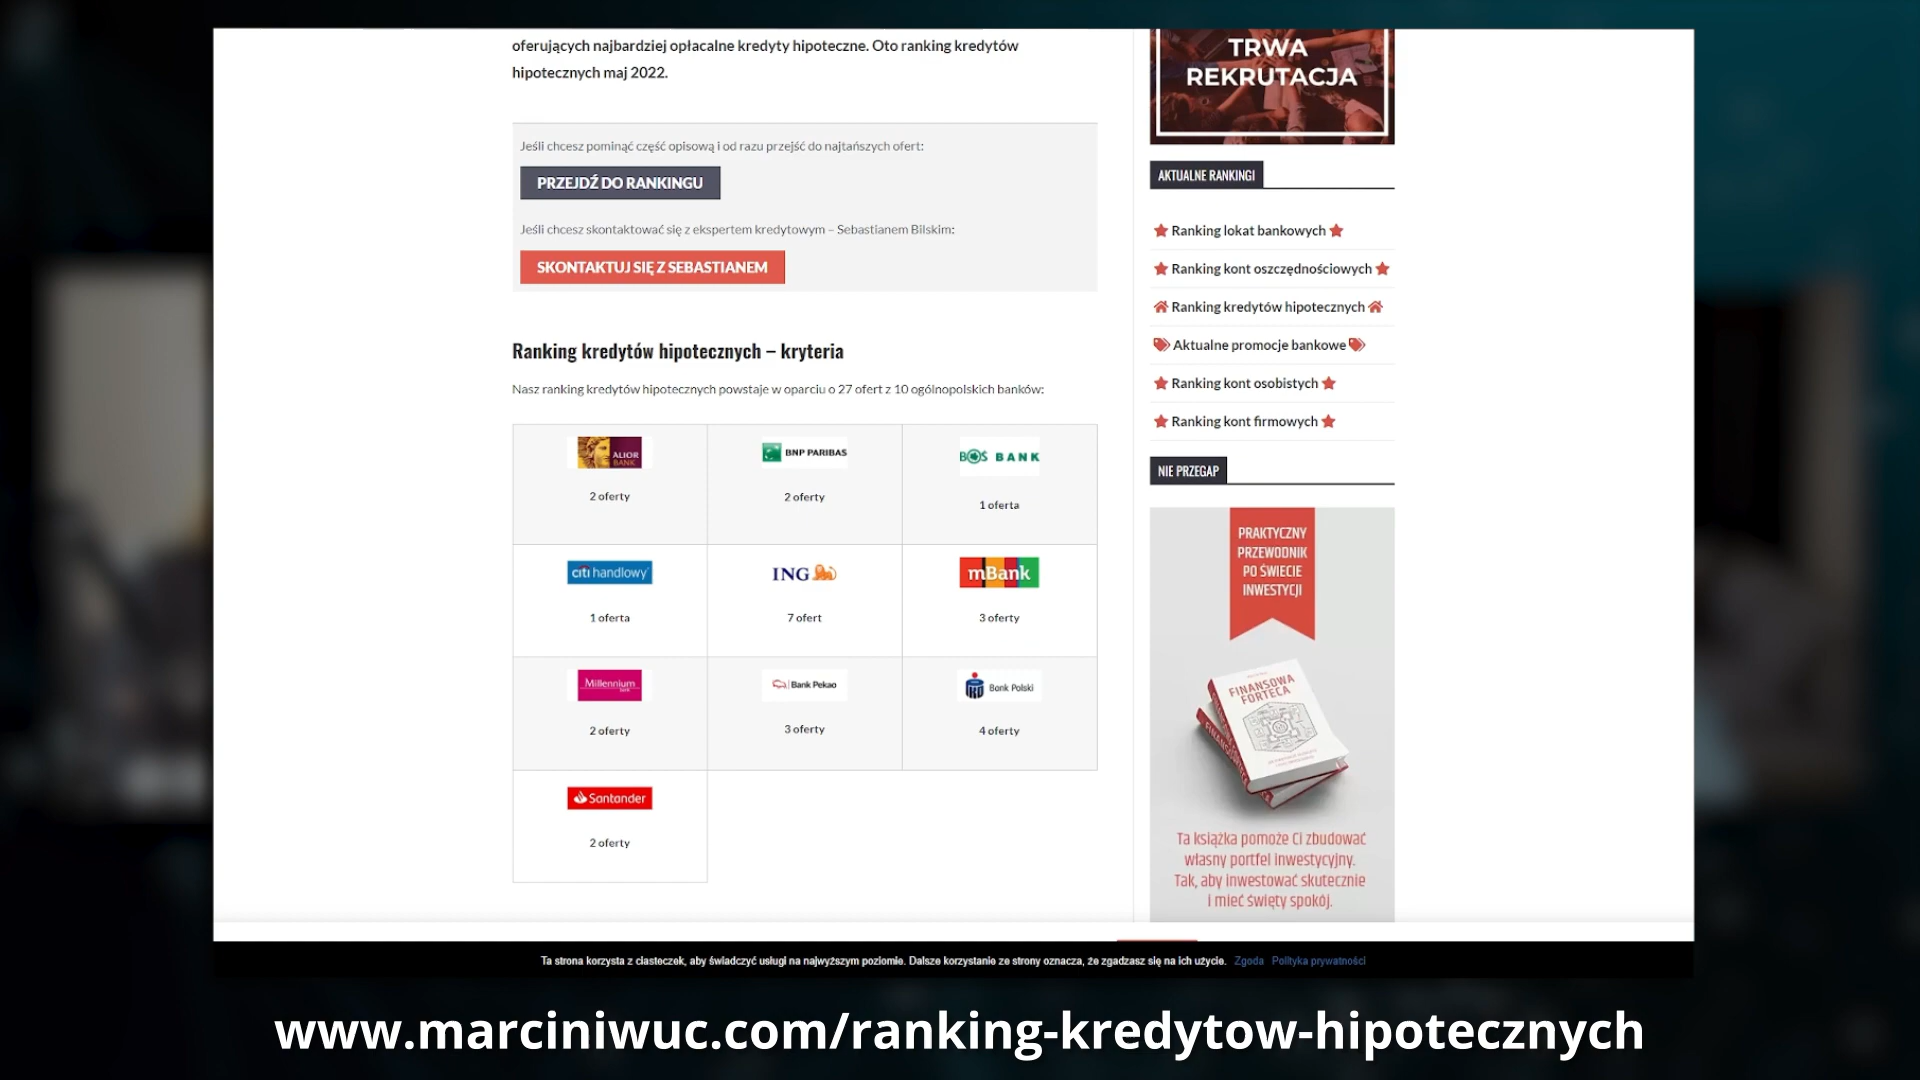 oferujących najbardziej opłacalne kredyty hipoteczne. Oto ranking kredytów
hipotecznych maj 2022.
Jeśli chcesz pominąć część opisową i od razu przejść do najtańszych ofert:
PRZEJDŹ DO RANKINGU
Jeśli chcesz skontaktować się z ekspertem kredytowym – Sebastianem Bilskim:
SKONTAKTUJ SIĘ Z SEBASTIANEM
Ranking kredytów hipotecznych – kryteria
Nasz ranking kredytów hipotecznych powstaje w oparciu o 27 ofert z 10 ogólnopolskich banków:
ALIOR
BANK
2 oferty
BNP PARIBAS
2 oferty
BOŚ BANK
1 oferta
citi handlowy
1 oferta
ING
7 ofert
mBank
3 oferty
Millennium
bank
2 oferty
Bank Pekao
3 oferty
Bank Polski
4 oferty
Santander
2 oferty
TRWA
REKRUTACJA
AKTUALNE RANKINGI
Ranking lokat bankowych
Ranking kont oszczędnościowych
Ranking kredytów hipotecznych
Aktualne promocje bankowe
Ranking kont osobistych
Ranking kont firmowych
NIE PRZEGAP
PRAKTYCZNY
PRZEWODNIK
PO ŚWIECIE
INWESTYCJI
FINANSOWA
FORTECA
Ta książka pomoże Ci zbudować
własny portfel inwestycyjny.
Tak, aby inwestować skutecznie
i mieć święty spokój.
Ta strona korzysta z ciasteczek, aby świadczyć usługi na najwyższym poziomie. Dalsze korzystanie ze strony oznacza, że zgadzasz się na ich użycie. Zgoda Polityka prywatności
www.marciniwuc.com/ranking-kredytow-hipotecznych